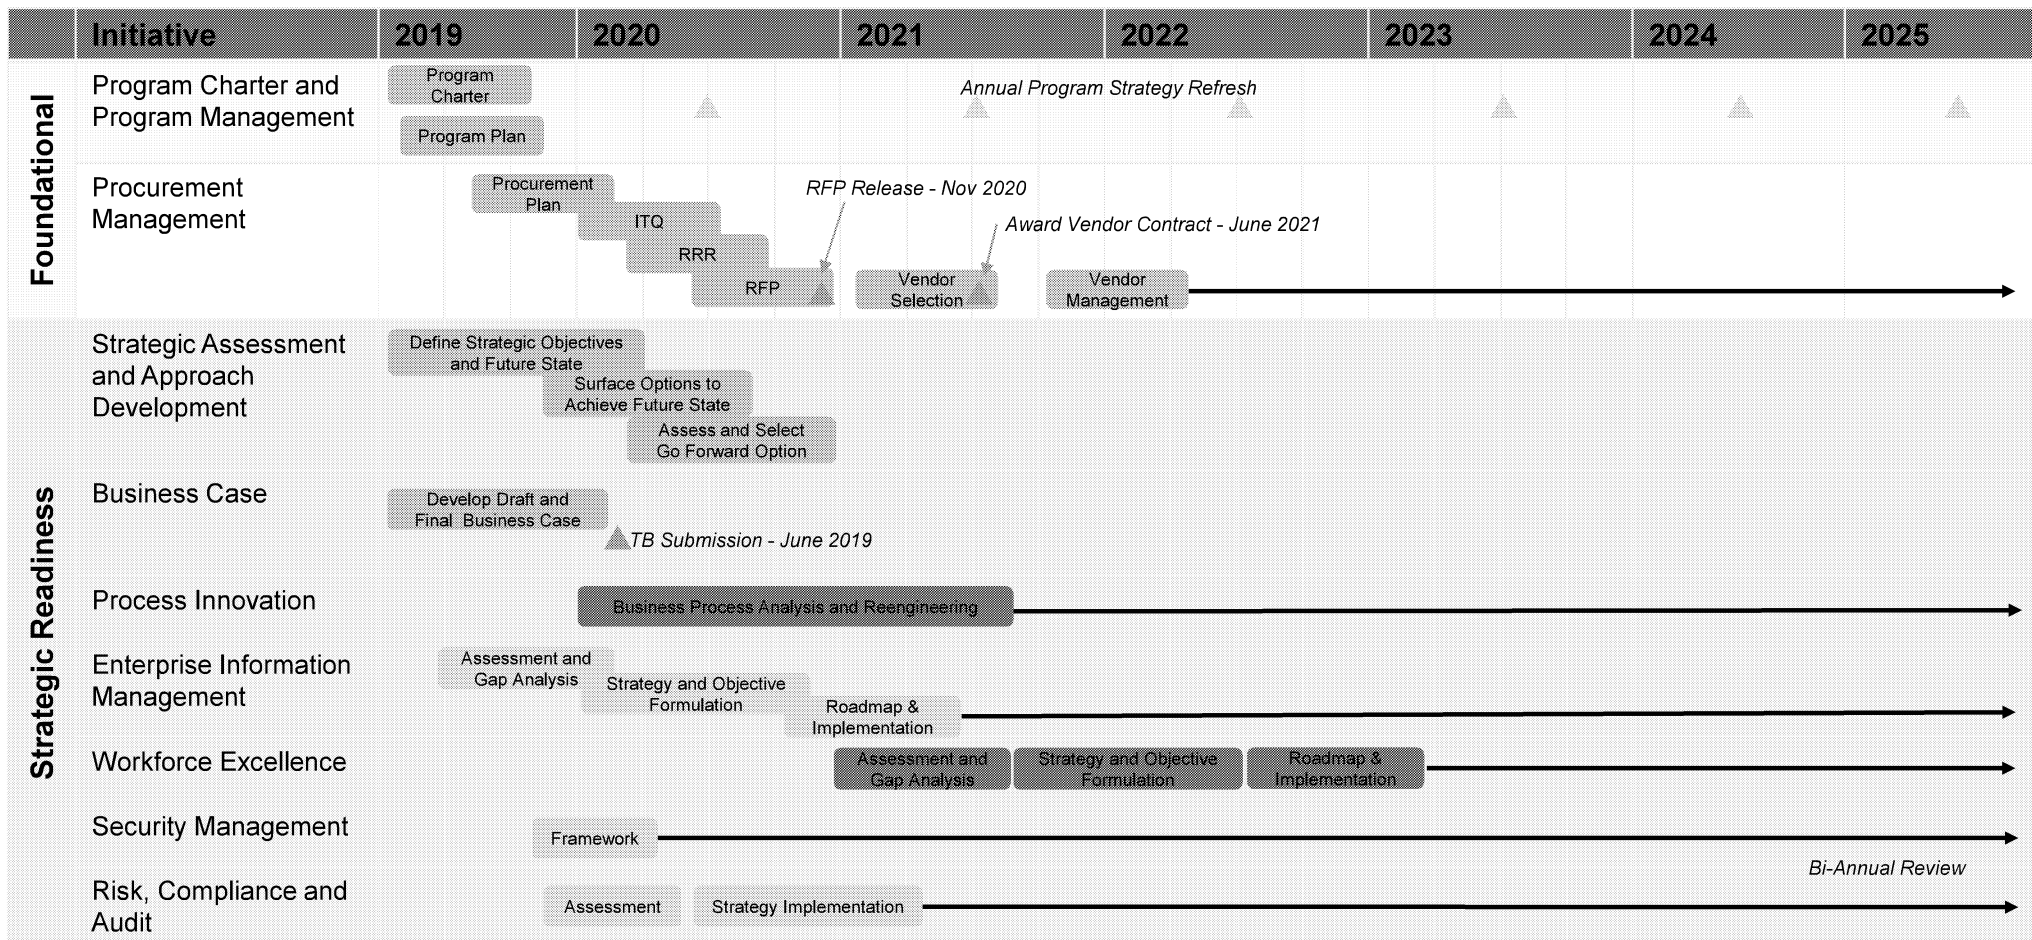 Initiative
2019
2020
2021
2022
2023
2024
2025
Foundational
Program Charter and
Program Management
Program
Charter
Program Plan
Annual Program Strategy Refresh
Procurement
Management
Procurement
Plan
ITQ
RRR
RFP
RFP Release - Nov 2020
Vendor
Selection
Award Vendor Contract - June 2021
Vendor
Management
Strategic Readiness
Strategic Assessment
and Approach
Development
Define Strategic Objectives
and Future State
Surface Options to
Achieve Future State
Assess and Select
Go Forward Option
Business Case
Develop Draft and
Final Business Case
TB Submission - June 2019
Process Innovation
Business Process Analysis and Reengineering
Enterprise Information
Management
Assessment and
Gap Analysis
Strategy and Objective
Formulation
Roadmap &
Implementation
Workforce Excellence
Assessment and
Gap Analysis
Strategy and Objective
Formulation
Roadmap &
Implementation
Security Management
Framework
Bi-Annual Review
Risk, Compliance and
Audit
Assessment
Strategy Implementation